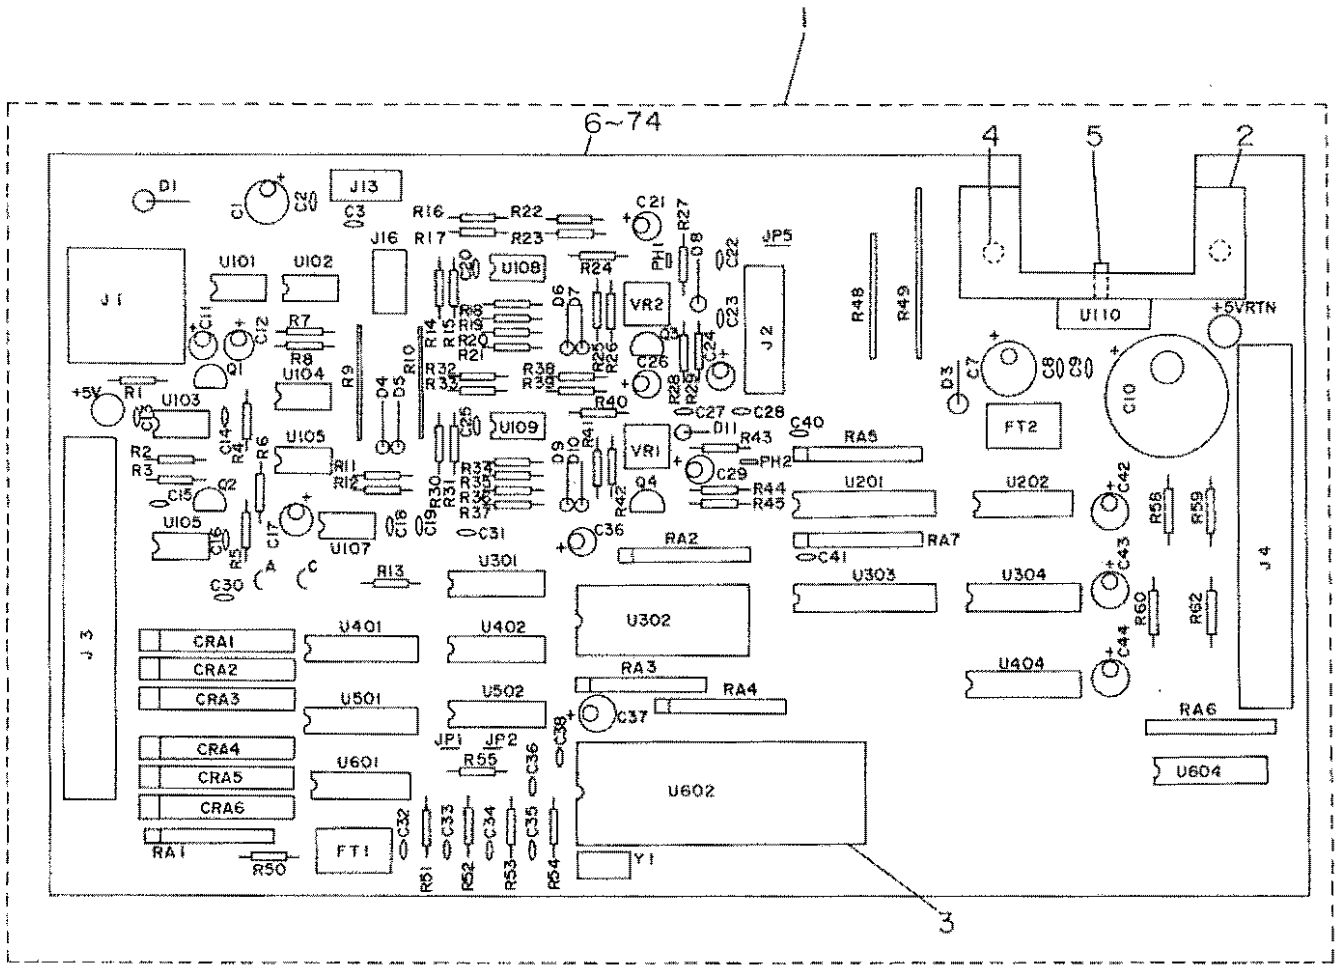 1
6~74
4
5
2
D1
C1
+
C2
J13
C3
R16
R17
R22
R23
C21
+
R27
D8
C22
JP5
PH1
J16
C20
U108
R24
J1
U101
U102
C11
+
C12
+
R7
R8
Q1
U104
R9
R10
R14
R15
R18
R19
R20
R21
D6
D7
R25
R26
VR2
Q3
C23
C24
+
J2
R48
R49
U110
+5VRTN
+5V
R1
C13
U103
C14
R4
R6
D4
D5
R32
R33
R38
R39
C26
+
R28
R29
R40
C27
C28
D3
C7
+
C8
C9
C10
+
FT2
R2
R3
C15
Q2
U105
R11
R12
C25
U109
R30
R31
R34
R35
R36
R37
D9
D10
R41
R42
VR1
Q4
D11
R43
C29
+
PH2
R44
R45
C40
RA5
U201
U202
C42
+
R58
R59
U105
C16
R5
C17
+
U107
C18
C19
C31
C36
+
RA2
RA7
C41
C30
A
C
R13
U301
U302
U303
U304
C43
+
R60
R62
J4
J3
CRA1
CRA2
CRA3
CRA4
CRA5
CRA6
RA1
U401
U402
U404
C44
+
U501
U502
RA3
RA4
C37
+
C38
RA6
U601
JP1
JP2
R55
C36
U602
U604
R50
FT1
C32
R51
C33
R52
C34
R53
C35
R54
Y1
3